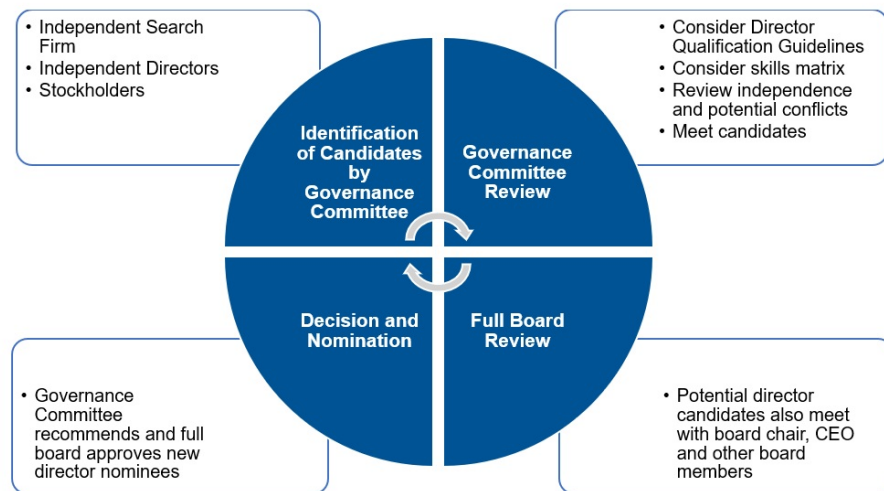 • Independent Search
Firm
• Independent Directors
• Stockholders
Identification
of Candidates
by
Governance
Committee
Governance
Committee
Review
• Consider Director
Qualification Guidelines
• Consider skills matrix
• Review independence
and potential conflicts
• Meet candidates
Decision and
Nomination
Full Board
Review
• Governance
Committee
recommends and full
board approves new
director nominees
• Potential director
candidates also meet
with board chair, CEO
and other board
members